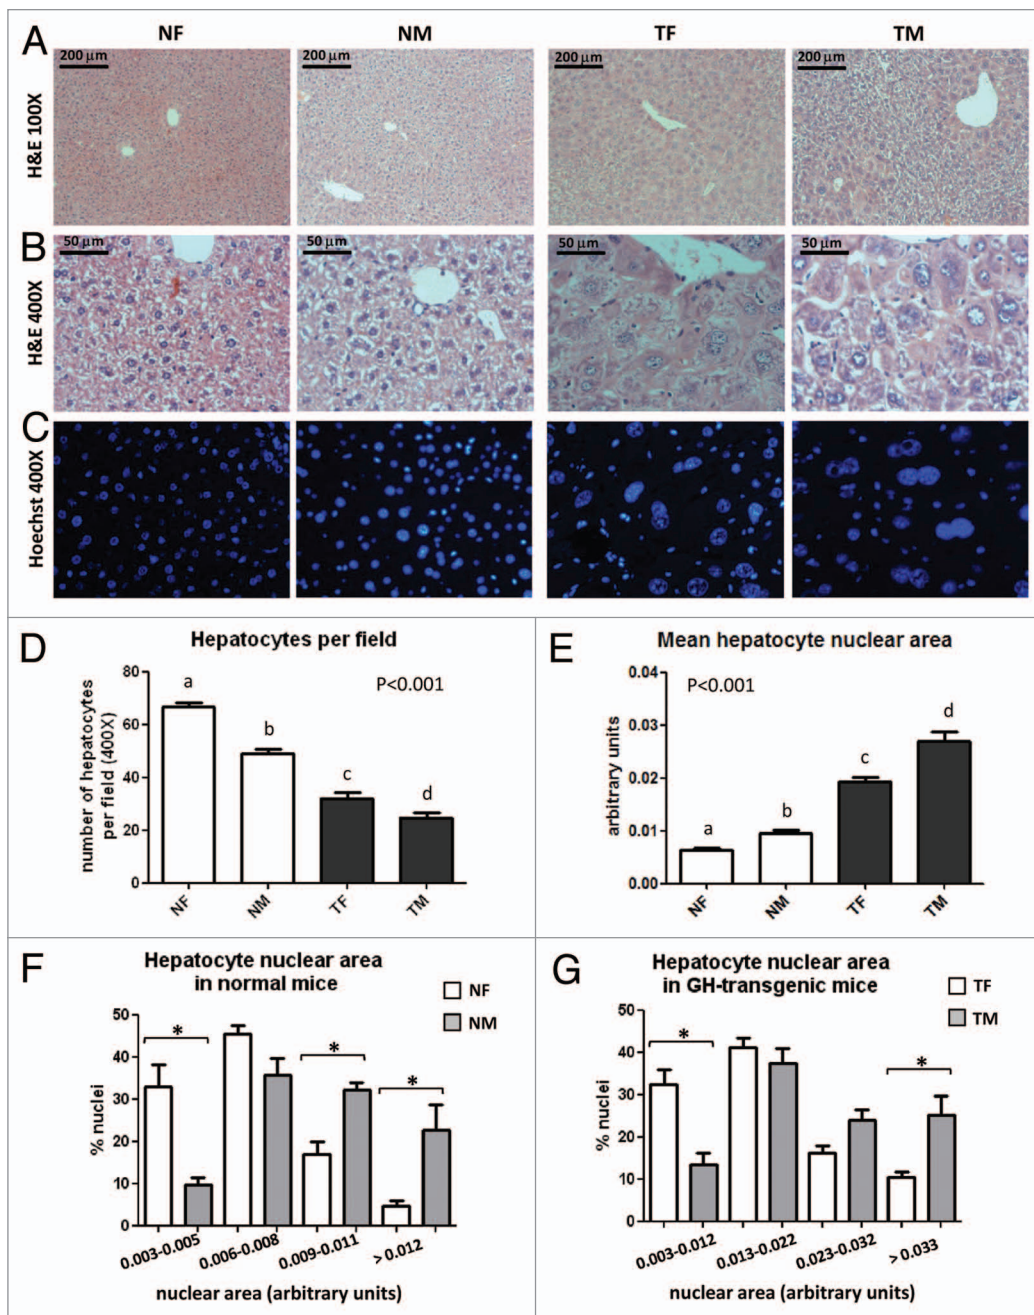 A
NF
NM
TF
TM
H&E 100X
200 µm
200 µm
200 µm
200 µm
B
H&E 400X
50 µm
50 µm
50 µm
50 µm
C
Hoechst 400X
D
Hepatocytes per field
number of hepatocytes
per field (400X)
80
60
40
20
0
P<0.001
a
b
c
d
NF
NM
TF
TM
E
Mean hepatocyte nuclear area
arbitrary units
0.04
0.03
0.02
0.01
0.00
P<0.001
a
b
c
d
NF
NM
TF
TM
F
Hepatocyte nuclear area
in normal mice
NF
NM
% nuclei
50
40
30
20
10
0
*
*
*
0.003-0.005
0.006-0.008
0.009-0.011
> 0.012
nuclear area (arbitrary units)
G
Hepatocyte nuclear area
in GH-transgenic mice
TF
TM
% nuclei
50
40
30
20
10
0
*
*
0.003-0.012
0.013-0.022
0.023-0.032
> 0.033
nuclear area (arbitrary units)